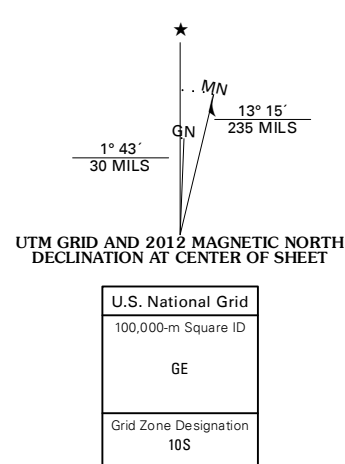 ★
MN
GN
13° 15´
235 MILS
1° 43´
30 MILS
UTM GRID AND 2012 MAGNETIC NORTH
DECLINATION AT CENTER OF SHEET
U.S. National Grid
100,000-m Square ID
GE
Grid Zone Designation
10S